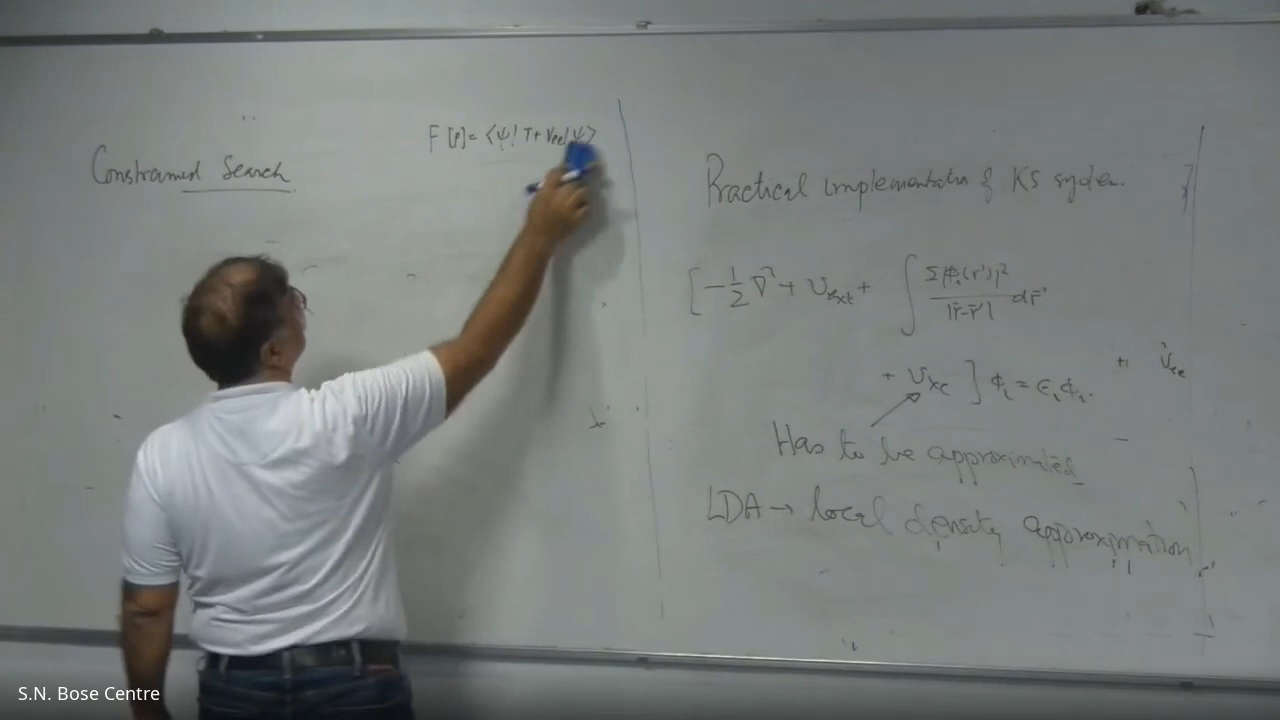 Constrained Search
F[ρ] = ⟨ψ| T + Vee|ψ⟩
Practical implementation of KS system.
[-1/2 ∇² + υext + ∫ Σ|ϕi(r⃗')|² / |r⃗-r⃗'| dr⃗'
+ υxc ] ϕi = ϵi ϕi.
Has to be approximated
LDA → local density approximation
Vee
S.N. Bose Centre